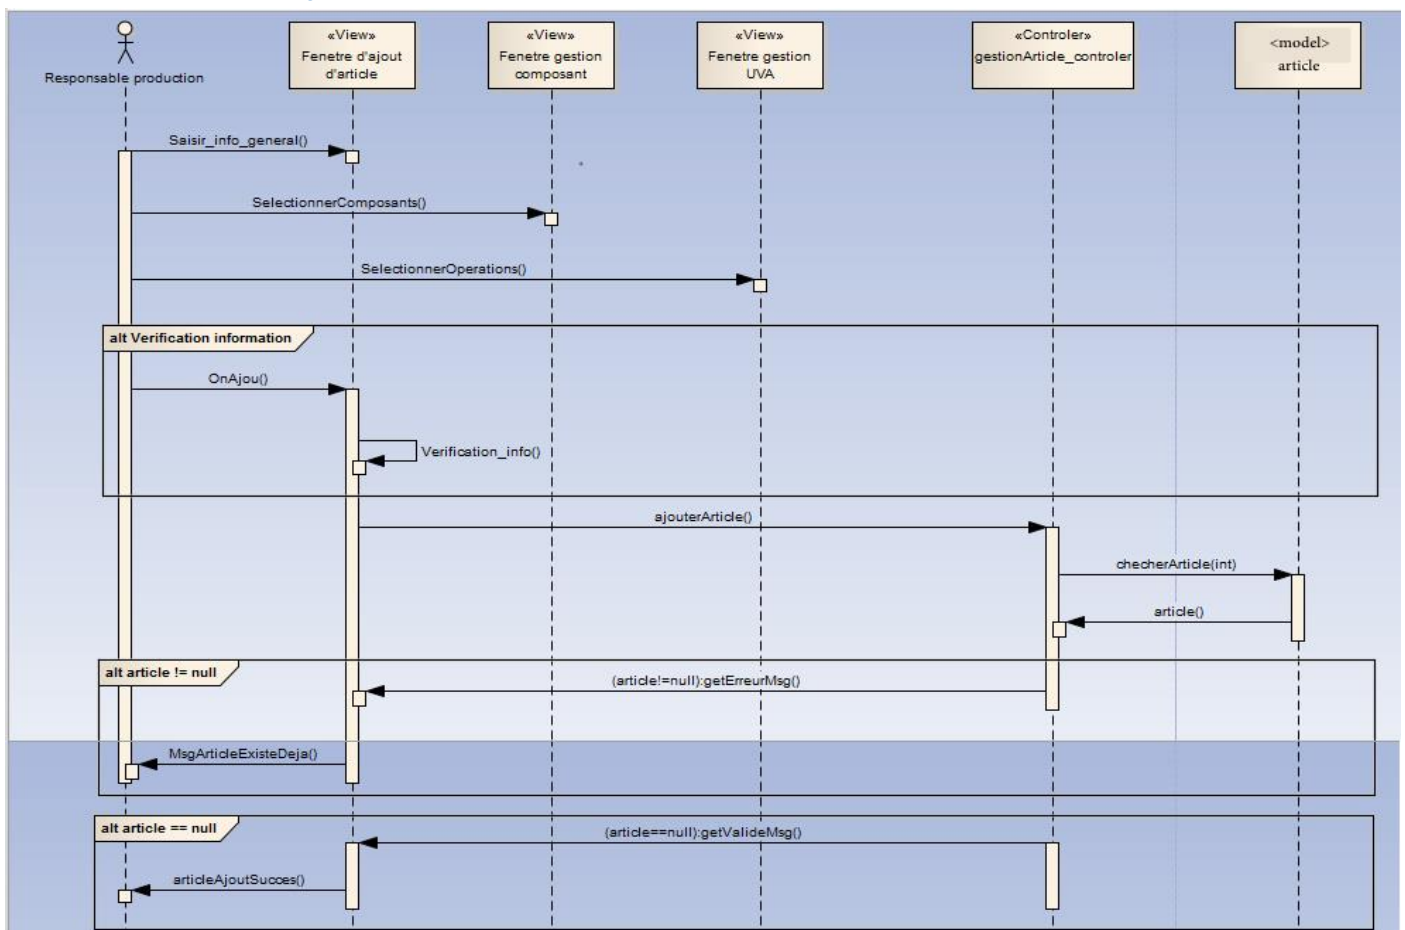 «View»
Fenetre d'ajout
d'article
«View»
Fenetre gestion
composant
«View»
Fenetre gestion
UVA
«Controler»
gestionArticle_controler
<model>
article
Responsable production
Saisir_info_general()
SelectionnerComposants()
SelectionnerOperations()
alt Verification information
OnAjou()
Verification_info()
ajouterArticle()
checherArticle(int)
article()
alt article != null
(article!=null):getErreurMsg()
MsgArticleExisteDeja()
alt article == null
(article==null):getValideMsg()
articleAjoutSucces()